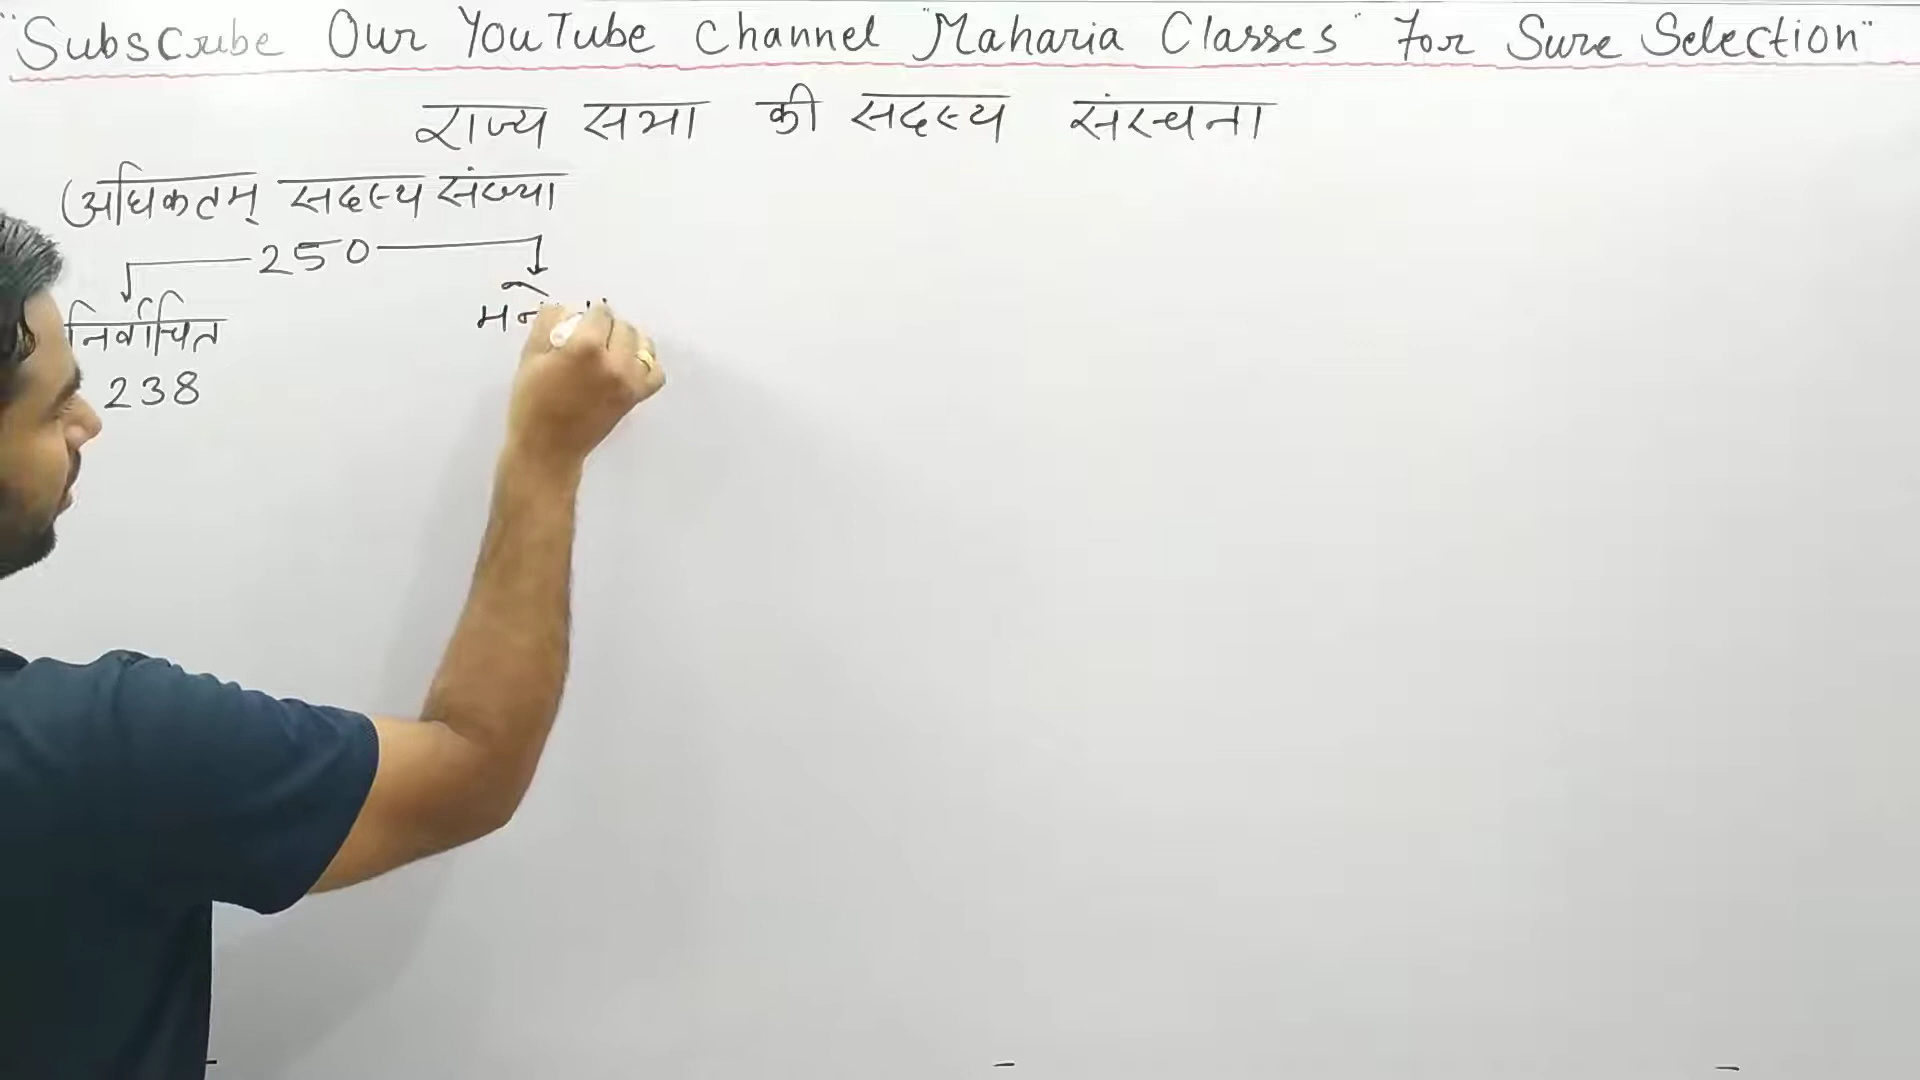 "Subscribe Our YouTube Channel "Maharia Classes" For Sure Selection"
राज्य सभा की सदस्य संरचना
अधिकतम् सदस्य संख्या
250
निर्वाचित
238